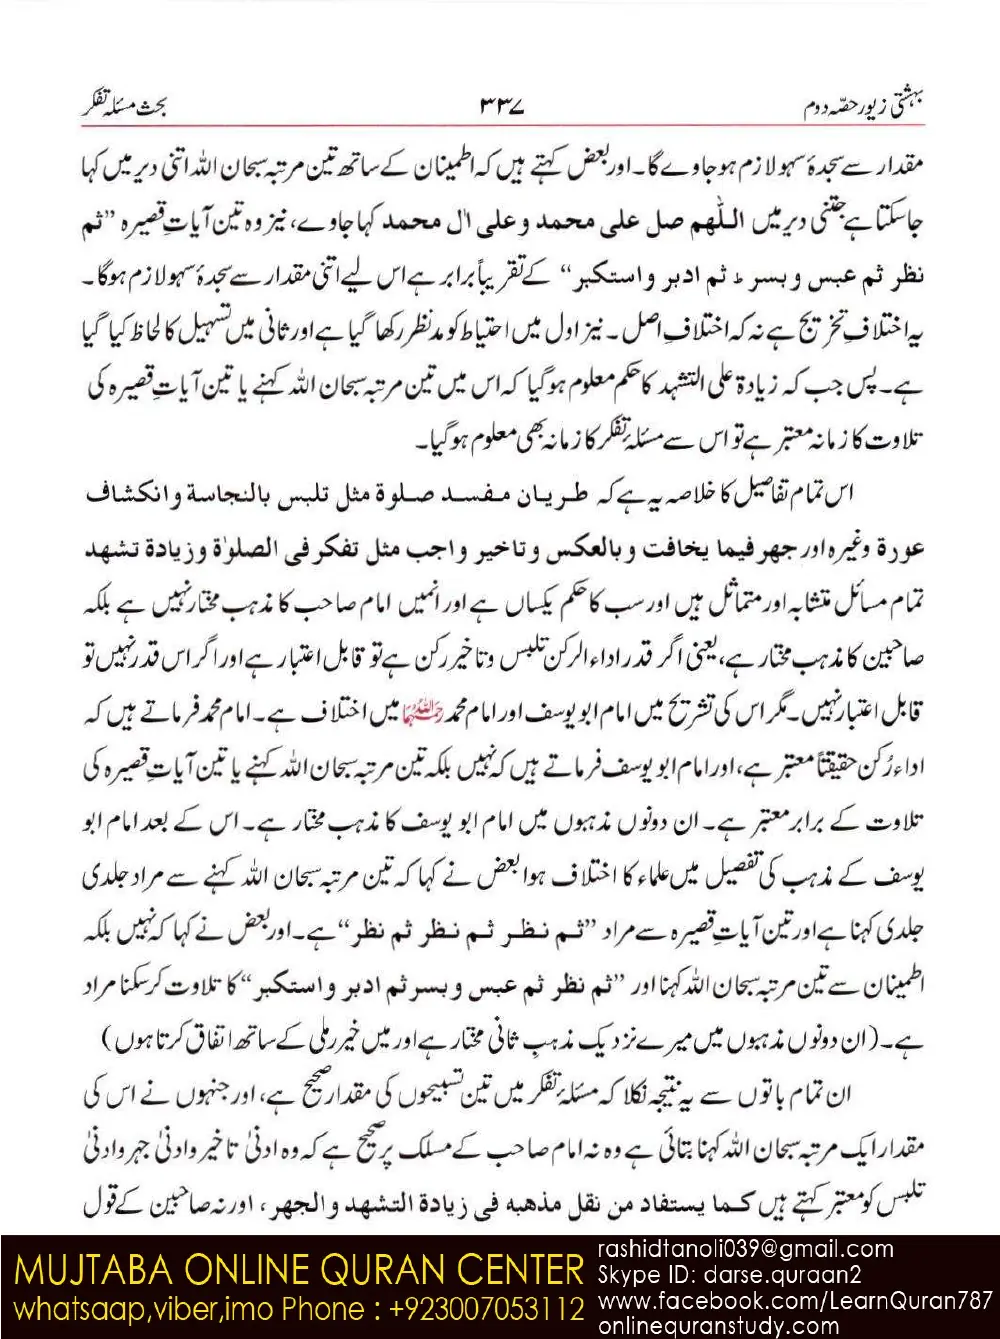 بہشتی زیور حصّہ دوم ۳۳۷ بحث مسئلہ تفکر
مقدار سے سجدۂ سہو لازم ہوجاوے گا۔ اور بعض کہتے ہیں کہ اطمینان کے ساتھ تین مرتبہ سبحان اللہ اتنی دیر میں کہا
جاسکتا ہے جتنی دیر میں اللّٰھم صل علی محمد وعلی اٰل محمد کہا جاوے، نیز وہ تین آیاتِ قصیرہ ”ثم
نظر ثم عبس و بسر ط ثم ادبر واستکبر“ کے تقریباً برابر ہے اس لیے اتنی مقدار سے سجدۂ سہو لازم ہوگا۔
یہ اختلافِ تخریج ہے نہ کہ اختلافِ اصل۔ نیز اول میں احتیاط کو مدنظر رکھا گیا ہے اور ثانی میں تسہیل کا لحاظ کیا گیا
ہے۔ پس جب کہ زیادۃ علی التشہد کا حکم معلوم ہوگیا کہ اس میں تین مرتبہ سبحان اللہ کہنے یا تین آیاتِ قصیرہ کی
تلاوت کا زمانہ معتبر ہے تو اس سے مسئلۂ تفکر کا زمانہ بھی معلوم ہوگیا۔
اس تمام تفاصیل کا خلاصہ یہ ہے کہ طریان مفسد صلوۃ مثل تلبس بالنجاسۃ وانکشاف
عورۃ وغیرہ اور جھر فیما یخافت وبالعکس وتاخیر واجب مثل تفکر فی الصلوٰۃ وزیادۃ تشھد
تمام مسائل متشابہ اور متماثل ہیں اور سب کا حکم یکساں ہے اور انمیں امام صاحب کا مذہب مختار نہیں ہے بلکہ
صاحبین کا مذہب مختار ہے، یعنی اگر قدر اداء الرکن تلبس وتاخیر رکن ہے تو قابل اعتبار ہے اور اگر اس قدر نہیں تو
قابل اعتبار نہیں۔ مگر اس کی تشریح میں امام ابو یوسف اور امام محمد رحمہما اللہ میں اختلاف ہے۔ امام محمد فرماتے ہیں کہ
اداء رُکن حقیقتاً معتبر ہے، اور امام ابو یوسف فرماتے ہیں کہ نہیں بلکہ تین مرتبہ سبحان اللہ کہنے یا تین آیاتِ قصیرہ کی
تلاوت کے برابر معتبر ہے۔ ان دونوں مذہبوں میں امام ابو یوسف کا مذہب مختار ہے۔ اس کے بعد امام ابو
یوسف کے مذہب کی تفصیل میں علماء کا اختلاف ہوا بعض نے کہا کہ تین مرتبہ سبحان اللہ کہنے سے مراد جلدی
جلدی کہنا ہے اور تین آیاتِ قصیرہ سے مراد ”ثم نظر ثم نظر ثم نظر“ ہے۔ اور بعض نے کہا کہ نہیں بلکہ
اطمینان سے تین مرتبہ سبحان اللہ کہنا اور ”ثم نظر ثم عبس وبسر ثم ادبر واستکبر“ کا تلاوت کرسکنا مراد
ہے۔ (ان دونوں مذہبوں میں میرے نزدیک مذہبِ ثانی مختار ہے اور میں خیر رملی کے ساتھ اتفاق کرتا ہوں)
ان تمام باتوں سے یہ نتیجہ نکلا کہ مسئلۂ تفکر میں تین تسبیحوں کی مقدار صحیح ہے، اور جنہوں نے اس کی
مقدار ایک مرتبہ سبحان اللہ کہنا بتائی ہے وہ نہ امام صاحب کے مسلک پر صحیح ہے کہ وہ ادنیٰ تاخیر وادنیٰ جہر وادنیٰ
تلبس کو معتبر کہتے ہیں کما یستفاد من نقل مذھبہ فی زیادۃ التشھد والجھر، اور نہ صاحبین کے قول
MUJTABA ONLINE QURAN CENTER
whatsaap,viber,imo Phone : +923007053112
rashidtanoli039@gmail.com
Skype ID: darse.quraan2
www.facebook.com/LearnQuran787
onlinequranstudy.com